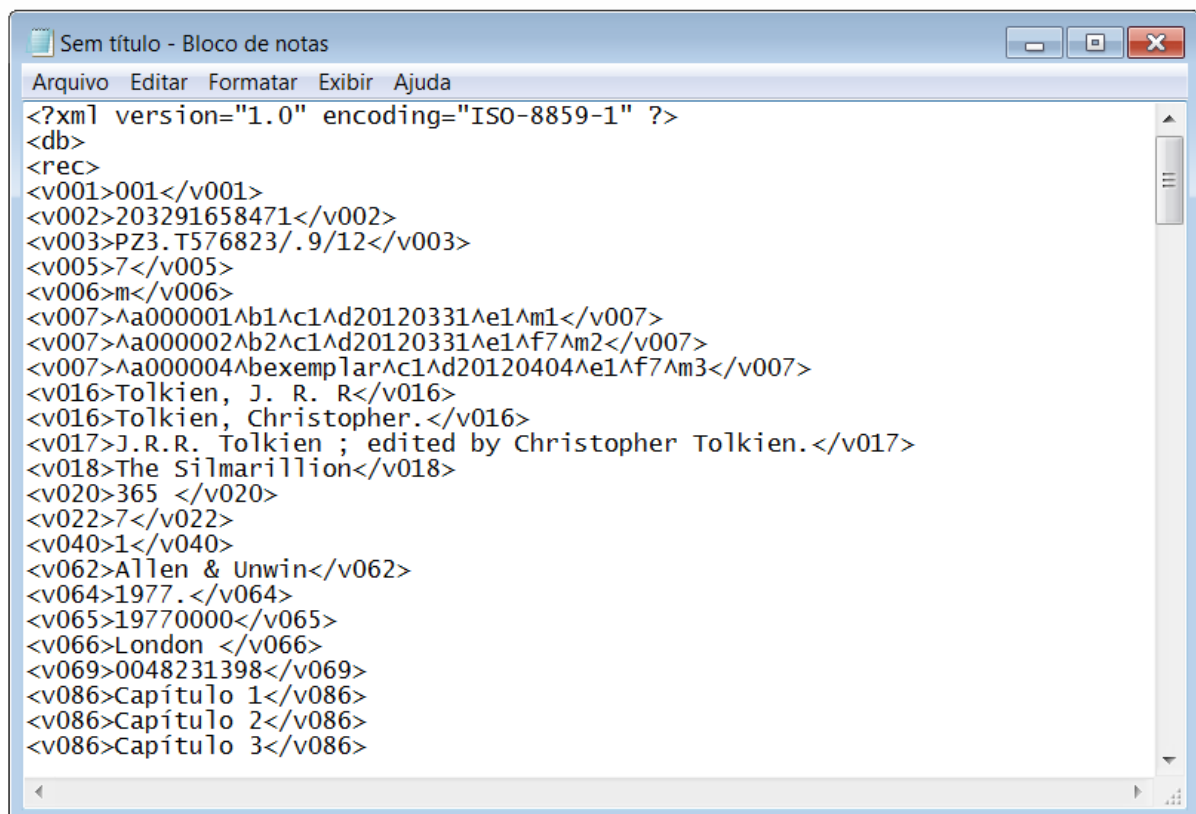 Sem título - Bloco de notas
Arquivo Editar Formatar Exibir Ajuda
<?xml version="1.0" encoding="ISO-8859-1" ?>
<db>
<rec>
<v001>001</v001>
<v002>203291658471</v002>
<v003>PZ3.T576823/.9/12</v003>
<v005>7</v005>
<v006>m</v006>
<v007>^a000001^b1^c1^d20120331^e1^m1</v007>
<v007>^a000002^b2^c1^d20120331^e1^f7^m2</v007>
<v007>^a000004^bexemplar^c1^d20120404^e1^f7^m3</v007>
<v016>Tolkien, J. R. R</v016>
<v016>Tolkien, Christopher.</v016>
<v017>J.R.R. Tolkien ; edited by Christopher Tolkien.</v017>
<v018>The Silmarillion</v018>
<v020>365 </v020>
<v022>7</v022>
<v040>1</v040>
<v062>Allen & Unwin</v062>
<v064>1977.</v064>
<v065>19770000</v065>
<v066>London </v066>
<v069>0048231398</v069>
<v086>Capítulo 1</v086>
<v086>Capítulo 2</v086>
<v086>Capítulo 3</v086>